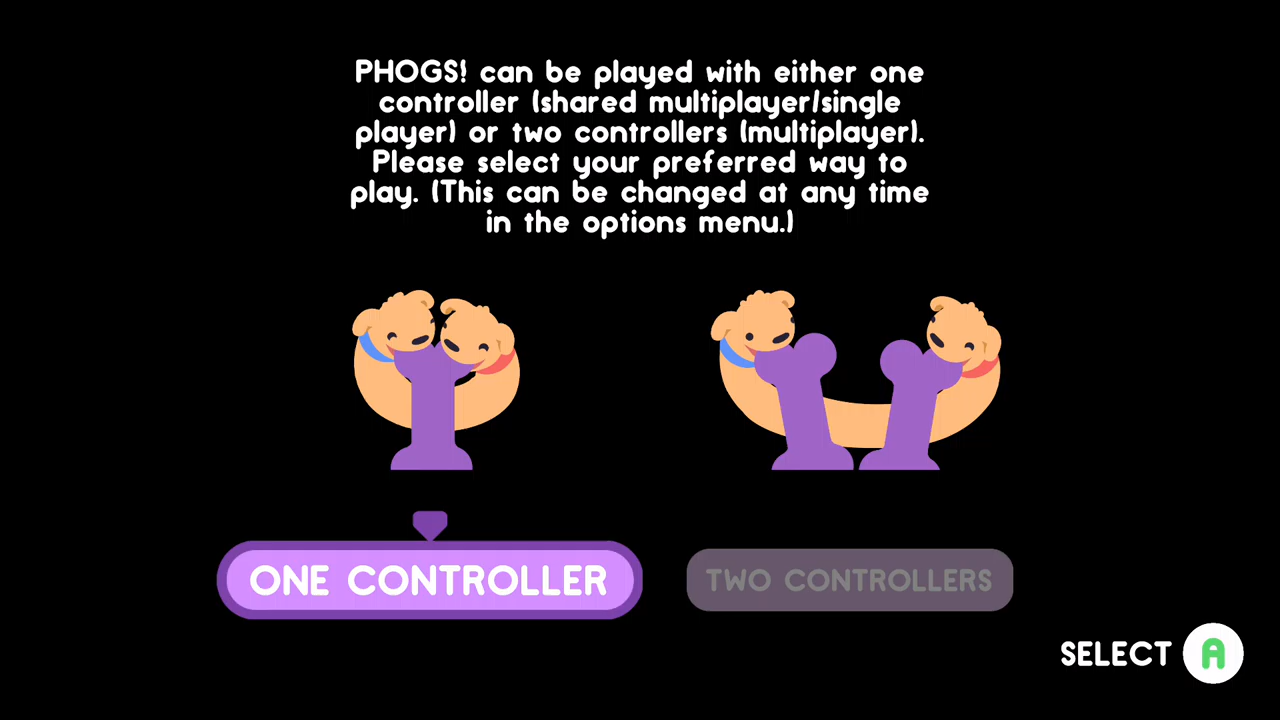 PHOGS! can be played with either one
controller (shared multiplayer/single
player) or two controllers (multiplayer).
Please select your preferred way to
play. (This can be changed at any time
in the options menu.)
ONE CONTROLLER
TWO CONTROLLERS
SELECT A